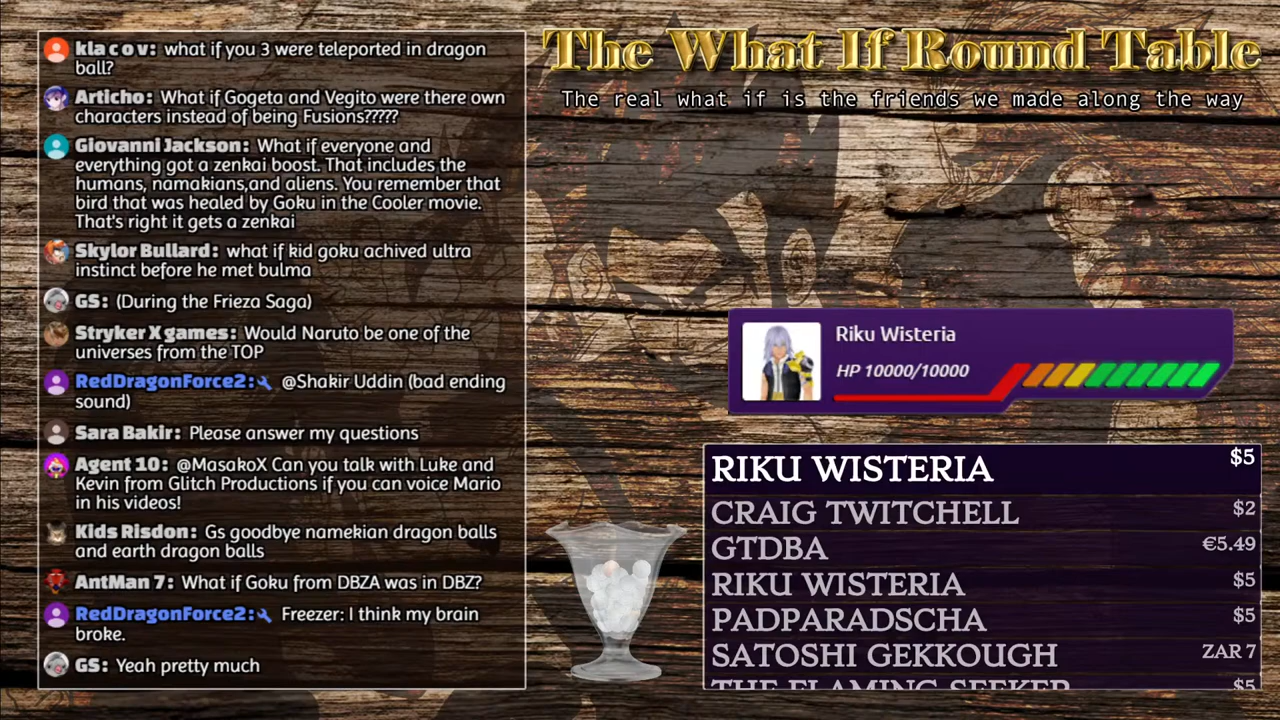 kla c o v: what if you 3 were teleported in dragon
ball?
Articho: What if Gogeta and Vegito were there own
characters instead of being Fusions?????
Giovanni Jackson: What if everyone and
everything got a zenkai boost. That includes the
humans, namakians,and aliens. You remember that
bird that was healed by Goku in the Cooler movie.
That's right it gets a zenkai
Skylor Bullard: what if kid goku achived ultra
instinct before he met bulma
GS: (During the Frieza Saga)
Stryker X games: Would Naruto be one of the
universes from the TOP
RedDragonForce2: @Shakir Uddin (bad ending
sound)
Sara Bakir: Please answer my questions
Agent 10: @MasakoX Can you talk with Luke and
Kevin from Glitch Productions if you can voice Mario
in his videos!
Kids Risdon: Gs goodbye namekian dragon balls
and earth dragon balls
AntMan 7: What if Goku from DBZA was in DBZ?
RedDragonForce2: Freezer: I think my brain
broke.
GS: Yeah pretty much
The What If Round Table
The real what if is the friends we made along the way
Riku Wisteria
HP 10000/10000
RIKU WISTERIA $5
CRAIG TWITCHELL $2
GTDBA €5.49
RIKU WISTERIA $5
PADPARADSCHA $5
SATOSHI GEKKOUGH ZAR 7
THE FLAMING SEEKER $5